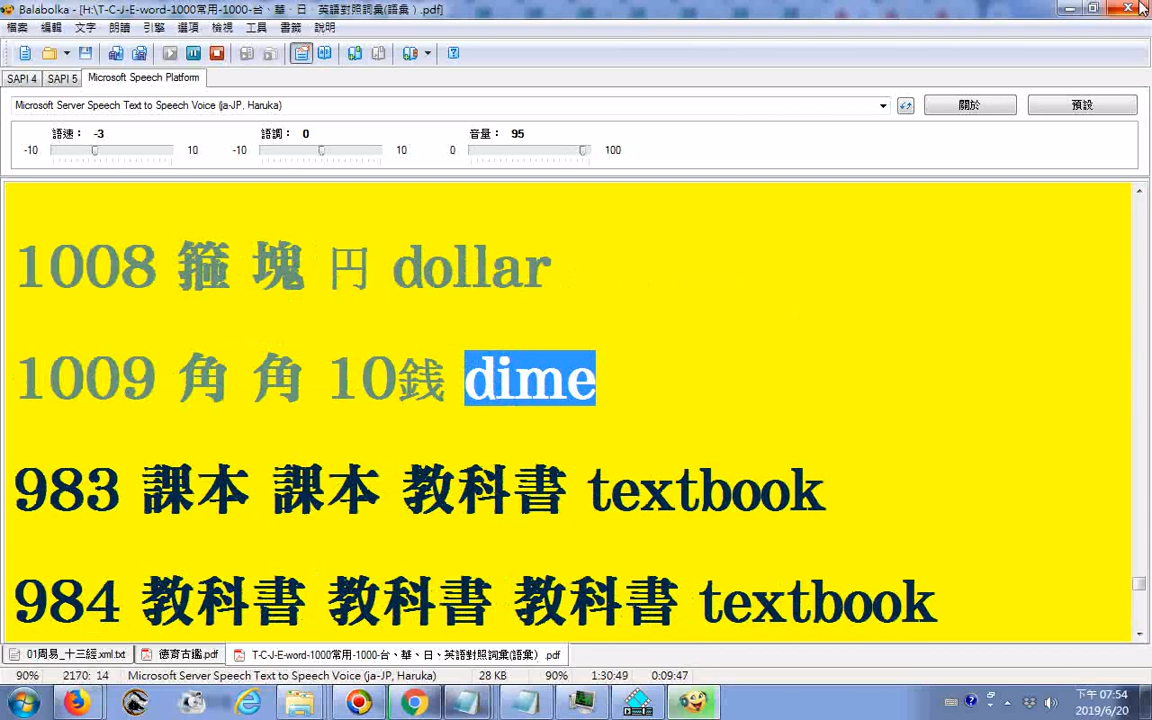 Balabolka - [H:\T-C-J-E-word-1000常用-1000-台、華、日、英語對照詞彙(語彙).pdf]
檔案 編輯 文字 朗讀 引擎 選項 檢視 工具 書籤 說明
SAPI 4 SAPI 5 Microsoft Speech Platform
Microsoft Server Speech Text to Speech Voice (ja-JP, Haruka) 關於 預設
語速： -3 語調： 0 音量： 95
-10 10 -10 10 0 100
1008 箍 塊 円 dollar
1009 角 角 10銭 dime
983 課本 課本 教科書 textbook
984 教科書 教科書 教科書 textbook
01周易_十三經.xml.txt 德育古鑑.pdf T-C-J-E-word-1000常用-1000-台、華、日、英語對照詞彙(語彙）.pdf
90% 2170: 14 Microsoft Server Speech Text to Speech Voice (ja-JP, Haruka) 28 KB 90% 1:30:49 0:09:47
下午 07:54
2019/6/20